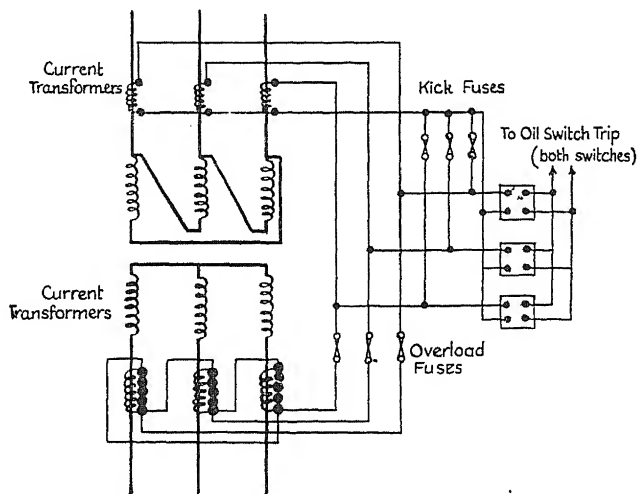 Current
Transformers
Kick Fuses
To Oil Switch Trip
(both switches)
Current
Transformers
Overload
Fuses